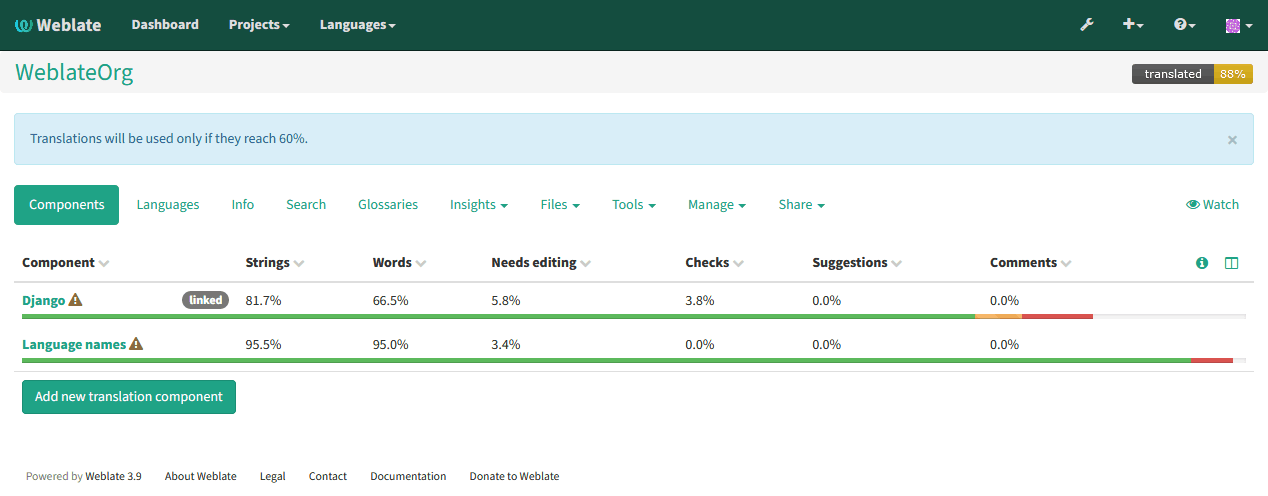 Weblate Dashboard Projects Languages
WeblateOrg translated 88%
Translations will be used only if they reach 60%. ×
Components Languages Info Search Glossaries Insights Files Tools Manage Share Watch
Component Strings Words Needs editing Checks Suggestions Comments
Django linked 81.7% 66.5% 5.8% 3.8% 0.0% 0.0%
Language names 95.5% 95.0% 3.4% 0.0% 0.0% 0.0%
Add new translation component
Powered by Weblate 3.9 About Weblate Legal Contact Documentation Donate to Weblate